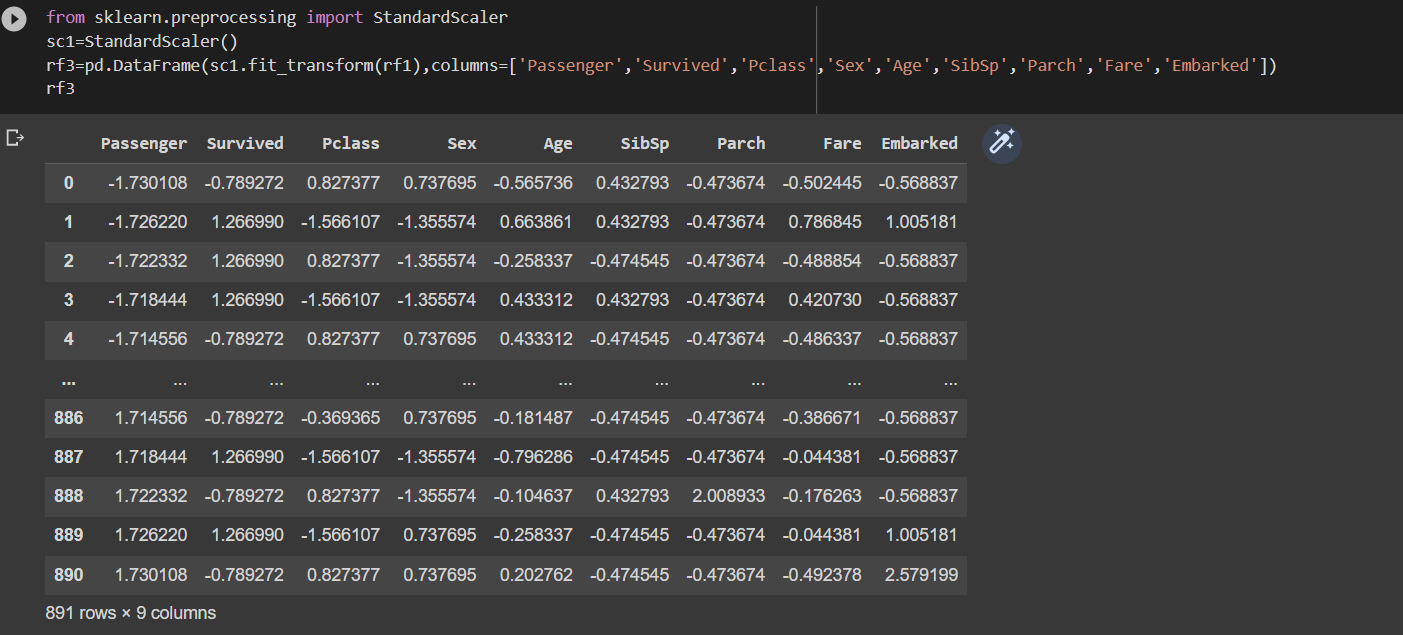 from sklearn.preprocessing import StandardScaler
sc1=StandardScaler()
rf3=pd.DataFrame(sc1.fit_transform(rf1),columns=['Passenger','Survived','Pclass','Sex','Age','SibSp','Parch','Fare','Embarked'])
rf3
Passenger Survived Pclass Sex Age SibSp Parch Fare Embarked
0 -1.730108 -0.789272 0.827377 0.737695 -0.565736 0.432793 -0.473674 -0.502445 -0.568837
1 -1.726220 1.266990 -1.566107 -1.355574 0.663861 0.432793 -0.473674 0.786845 1.005181
2 -1.722332 1.266990 0.827377 -1.355574 -0.258337 -0.474545 -0.473674 -0.488854 -0.568837
3 -1.718444 1.266990 -1.566107 -1.355574 0.433312 0.432793 -0.473674 0.420730 -0.568837
4 -1.714556 -0.789272 0.827377 0.737695 0.433312 -0.474545 -0.473674 -0.486337 -0.568837
... ... ... ... ... ... ... ... ... ...
886 1.714556 -0.789272 -0.369365 0.737695 -0.181487 -0.474545 -0.473674 -0.386671 -0.568837
887 1.718444 1.266990 -1.566107 -1.355574 -0.796286 -0.474545 -0.473674 -0.044381 -0.568837
888 1.722332 -0.789272 0.827377 -1.355574 -0.104637 0.432793 2.008933 -0.176263 -0.568837
889 1.726220 1.266990 -1.566107 0.737695 -0.258337 -0.474545 -0.473674 -0.044381 1.005181
890 1.730108 -0.789272 0.827377 0.737695 0.202762 -0.474545 -0.473674 -0.492378 2.579199
891 rows × 9 columns